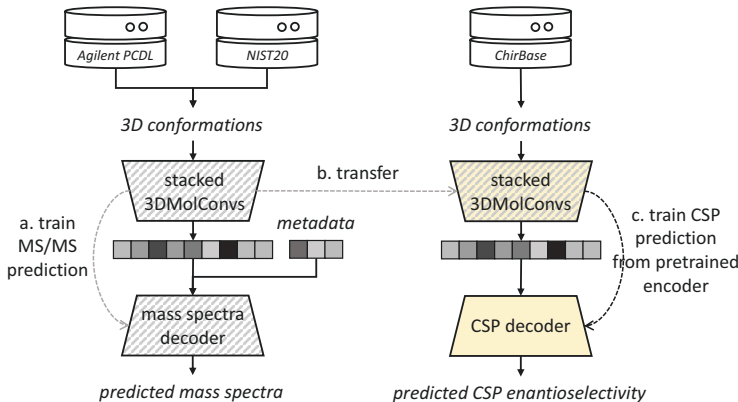 Agilent PCDL
NIST20
ChirBase
3D conformations
3D conformations
stacked
3DMolConvs
b. transfer
stacked
3DMolConvs
a. train
MS/MS
prediction
metadata
c. train CSP
prediction
from pretrained
encoder
mass spectra
decoder
CSP decoder
predicted mass spectra
predicted CSP enantioselectivity